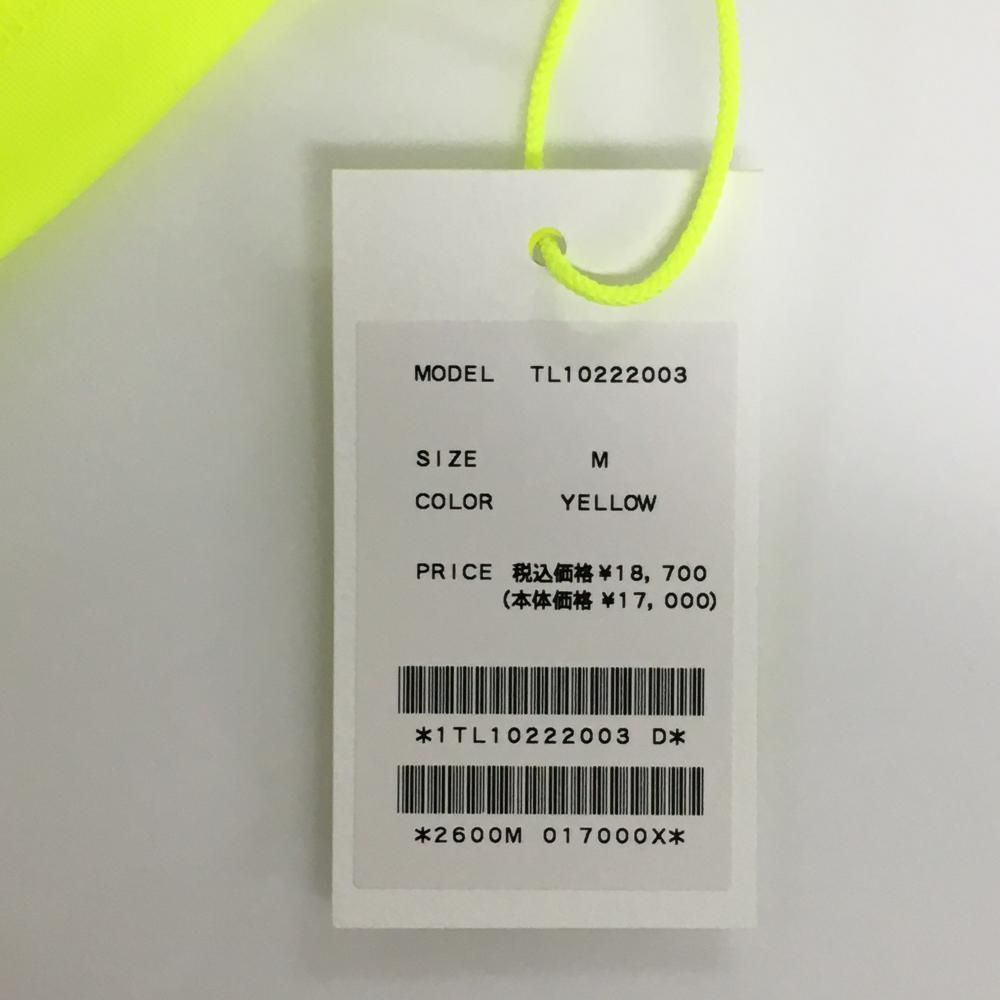 MODEL TL10222003
SIZE M
COLOR YELLOW
PRICE 税込価格¥18,700
(本体価格 ¥17,000)
*1TL10222003 D*
*2600M 017000X*